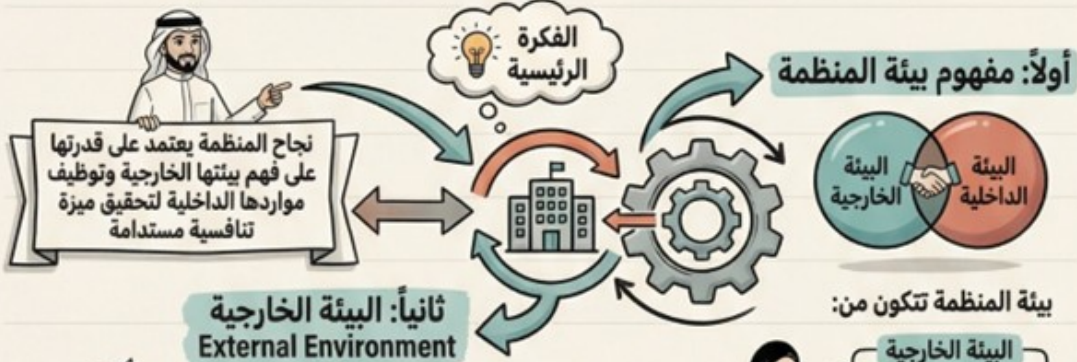 الفكرة
الرئيسية
أولاً: مفهوم بيئة المنظمة
نجاح المنظمة يعتمد على قدرتها
على فهم بيئتها الخارجية وتوظيف
مواردها الداخلية لتحقيق ميزة
تنافسية مستدامة
البيئة
الداخلية
البيئة
الخارجية
بيئة المنظمة تتكون من:
البيئة الخارجية
ثانياً: البيئة الخارجية
External Environment